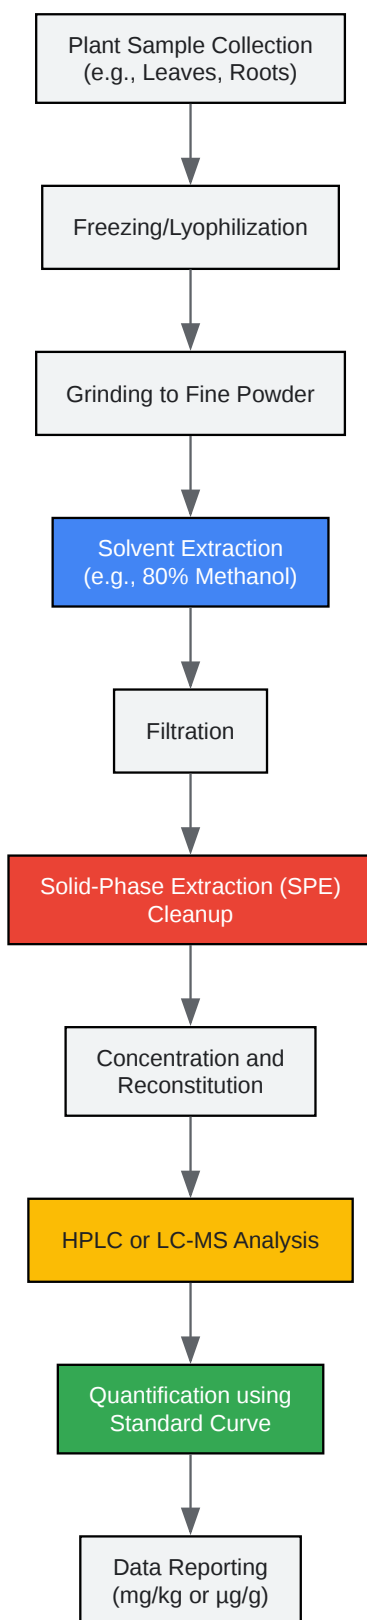 Plant Sample Collection
(e.g., Leaves, Roots)
Freezing/Lyophilization
Grinding to Fine Powder
Solvent Extraction
(e.g., 80% Methanol)
Filtration
Solid-Phase Extraction (SPE)
Cleanup
Concentration and
Reconstitution
HPLC or LC-MS Analysis
Quantification using
Standard Curve
Data Reporting
(mg/kg or µg/g)